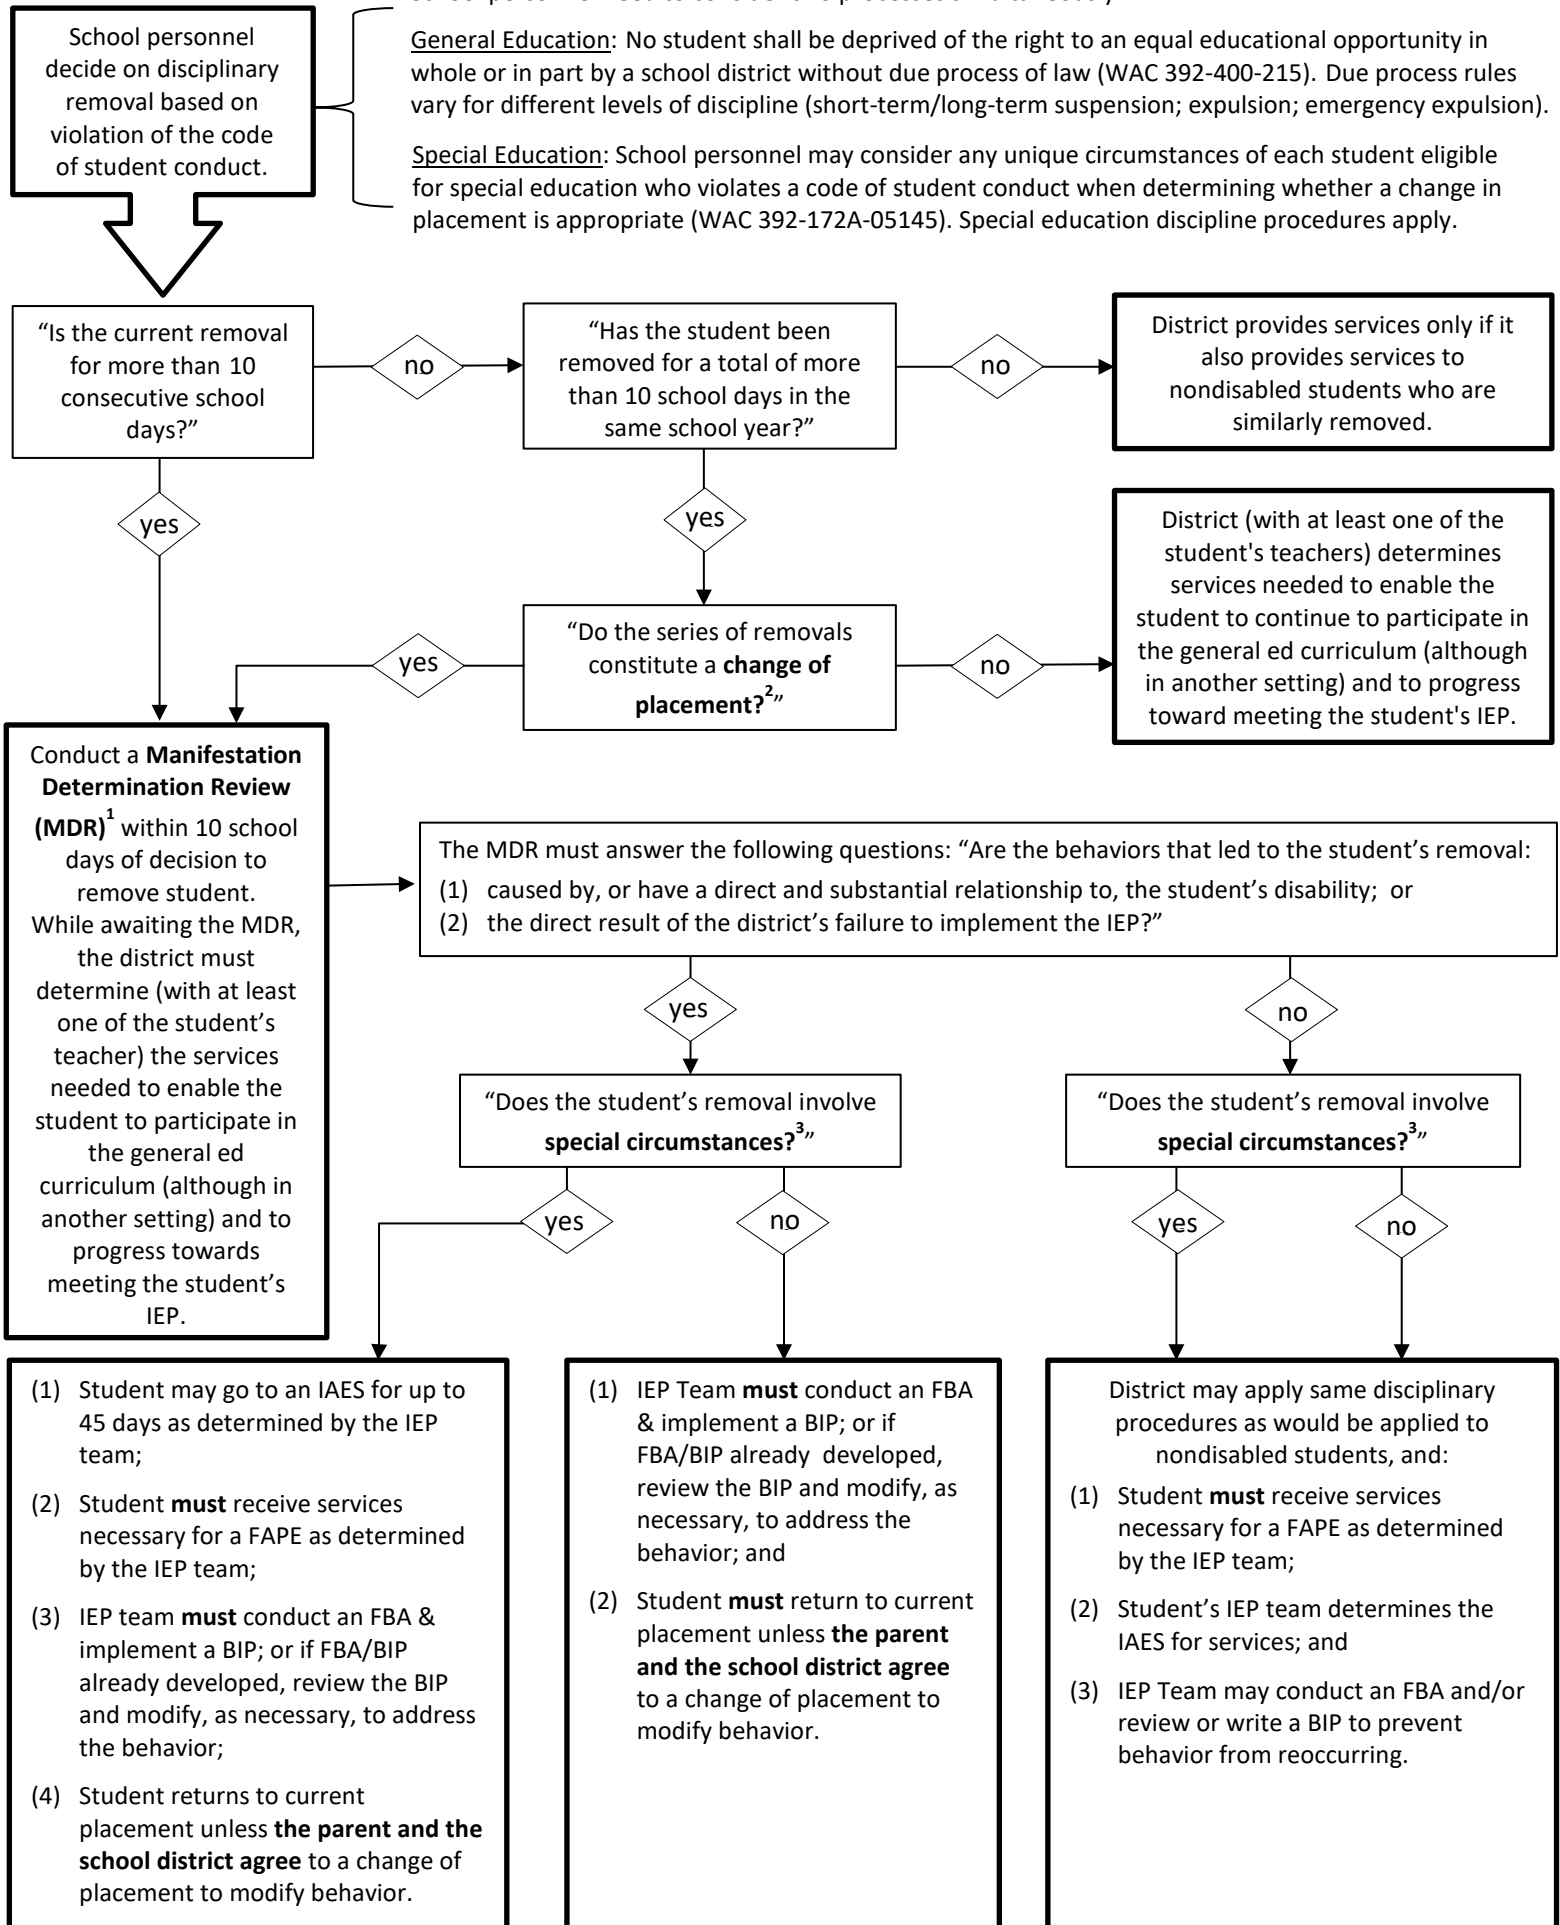 School personnel
decide on disciplinary
removal based on
violation of the code
of student conduct.
General Education: No student shall be deprived of the right to an equal educational opportunity in
whole or in part by a school district without due process of law (WAC 392-400-215). Due process rules
vary for different levels of discipline (short-term/long-term suspension; expulsion; emergency expulsion).
Special Education: School personnel may consider any unique circumstances of each student eligible
for special education who violates a code of student conduct when determining whether a change in
placement is appropriate (WAC 392-172A-05145). Special education discipline procedures apply.
“Is the current removal
for more than 10
consecutive school
days?”
no
“Has the student been
removed for a total of more
than 10 school days in the
same school year?”
no
District provides services only if it
also provides services to
nondisabled students who are
similarly removed.
yes
yes
District (with at least one of the
student's teachers) determines
services needed to enable the
student to continue to participate in
the general ed curriculum (although
in another setting) and to progress
toward meeting the student's IEP.
yes
“Do the series of removals
constitute a change of
placement?2”
no
Conduct a Manifestation
Determination Review
(MDR)1 within 10 school
days of decision to
remove student.
While awaiting the MDR,
the district must
determine (with at least
one of the student’s
teacher) the services
needed to enable the
student to participate in
the general ed
curriculum (although in
another setting) and to
progress towards
meeting the student’s
IEP.
The MDR must answer the following questions: “Are the behaviors that led to the student’s removal:
(1) caused by, or have a direct and substantial relationship to, the student’s disability; or
(2) the direct result of the district’s failure to implement the IEP?”
yes
no
“Does the student’s removal involve
special circumstances?3”
“Does the student’s removal involve
special circumstances?3”
yes
no
yes
no
(1) Student may go to an IAES for up to
45 days as determined by the IEP
team;
(2) Student must receive services
necessary for a FAPE as determined
by the IEP team;
(3) IEP team must conduct an FBA &
implement a BIP; or if FBA/BIP
already developed, review the BIP
and modify, as necessary, to address
the behavior;
(4) Student returns to current
placement unless the parent and the
school district agree to a change of
placement to modify behavior.
(1) IEP Team must conduct an FBA
& implement a BIP; or if
FBA/BIP already developed,
review the BIP and modify, as
necessary, to address the
behavior; and
(2) Student must return to current
placement unless the parent
and the school district agree
to a change of placement to
modify behavior.
District may apply same disciplinary
procedures as would be applied to
nondisabled students, and:
(1) Student must receive services
necessary for a FAPE as determined
by the IEP team;
(2) Student’s IEP team determines the
IAES for services; and
(3) IEP Team may conduct an FBA and/or
review or write a BIP to prevent
behavior from reoccurring.